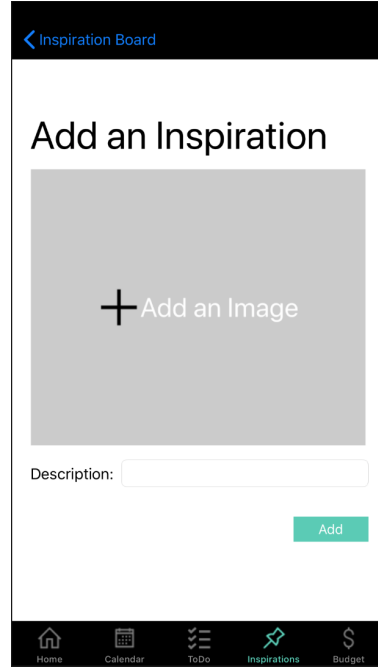 Inspiration Board
Add an Inspiration
Add an Image
Description:
Add
Home Calendar ToDo Inspirations Budget